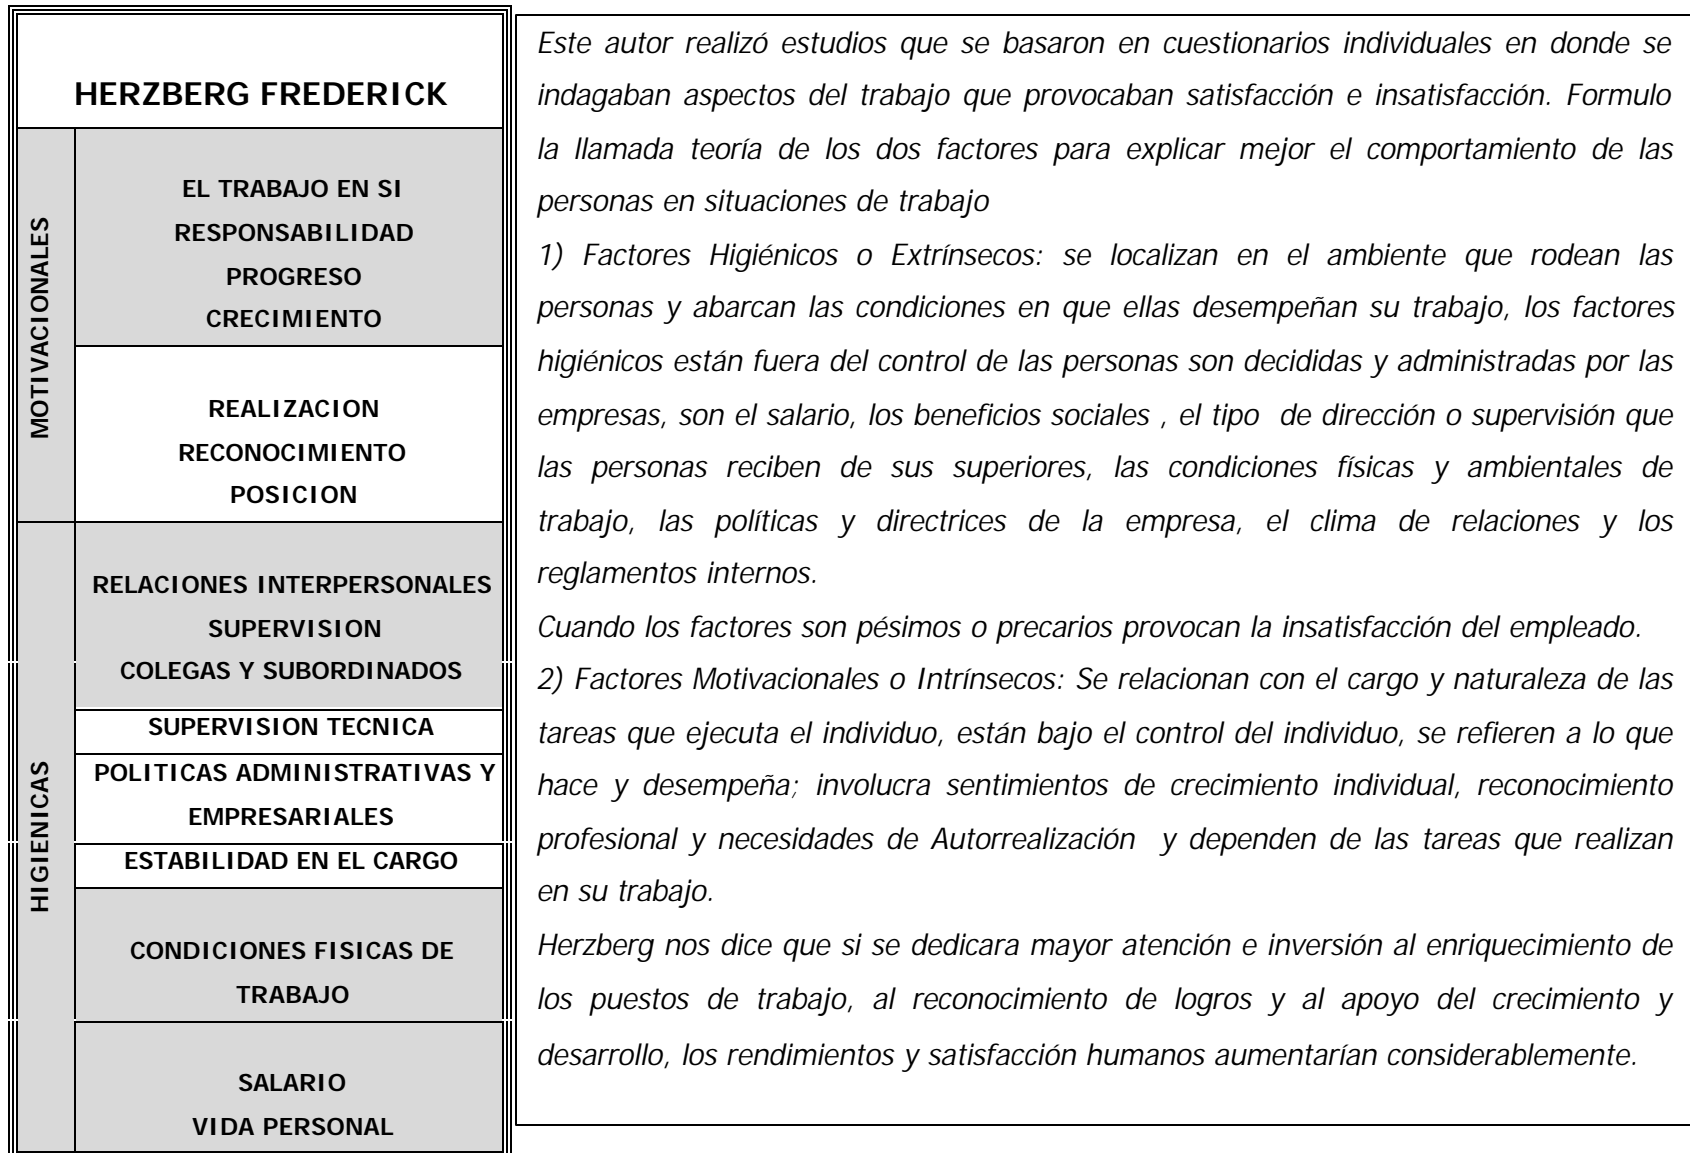 HERZBERG FREDERICK
MOTIVACIONALES
EL TRABAJO EN SI
RESPONSABILIDAD
PROGRESO
CRECIMIENTO
REALIZACION
RECONOCIMIENTO
POSICION
HIGIENICAS
RELACIONES INTERPERSONALES
SUPERVISION
COLEGAS Y SUBORDINADOS
SUPERVISION TECNICA
POLITICAS ADMINISTRATIVAS Y
EMPRESARIALES
ESTABILIDAD EN EL CARGO
CONDICIONES FISICAS DE
TRABAJO
SALARIO
VIDA PERSONAL
Este autor realizó estudios que se basaron en cuestionarios individuales en donde se
indagaban aspectos del trabajo que provocaban satisfacción e insatisfacción. Formulo
la llamada teoría de los dos factores para explicar mejor el comportamiento de las
personas en situaciones de trabajo
1) Factores Higiénicos o Extrínsecos: se localizan en el ambiente que rodean las
personas y abarcan las condiciones en que ellas desempeñan su trabajo, los factores
higiénicos están fuera del control de las personas son decididas y administradas por las
empresas, son el salario, los beneficios sociales , el tipo de dirección o supervisión que
las personas reciben de sus superiores, las condiciones físicas y ambientales de
trabajo, las políticas y directrices de la empresa, el clima de relaciones y los
reglamentos internos.
Cuando los factores son pésimos o precarios provocan la insatisfacción del empleado.
2) Factores Motivacionales o Intrínsecos: Se relacionan con el cargo y naturaleza de las
tareas que ejecuta el individuo, están bajo el control del individuo, se refieren a lo que
hace y desempeña; involucra sentimientos de crecimiento individual, reconocimiento
profesional y necesidades de Autorrealización y dependen de las tareas que realizan
en su trabajo.
Herzberg nos dice que si se dedicara mayor atención e inversión al enriquecimiento de
los puestos de trabajo, al reconocimiento de logros y al apoyo del crecimiento y
desarrollo, los rendimientos y satisfacción humanos aumentarían considerablemente.